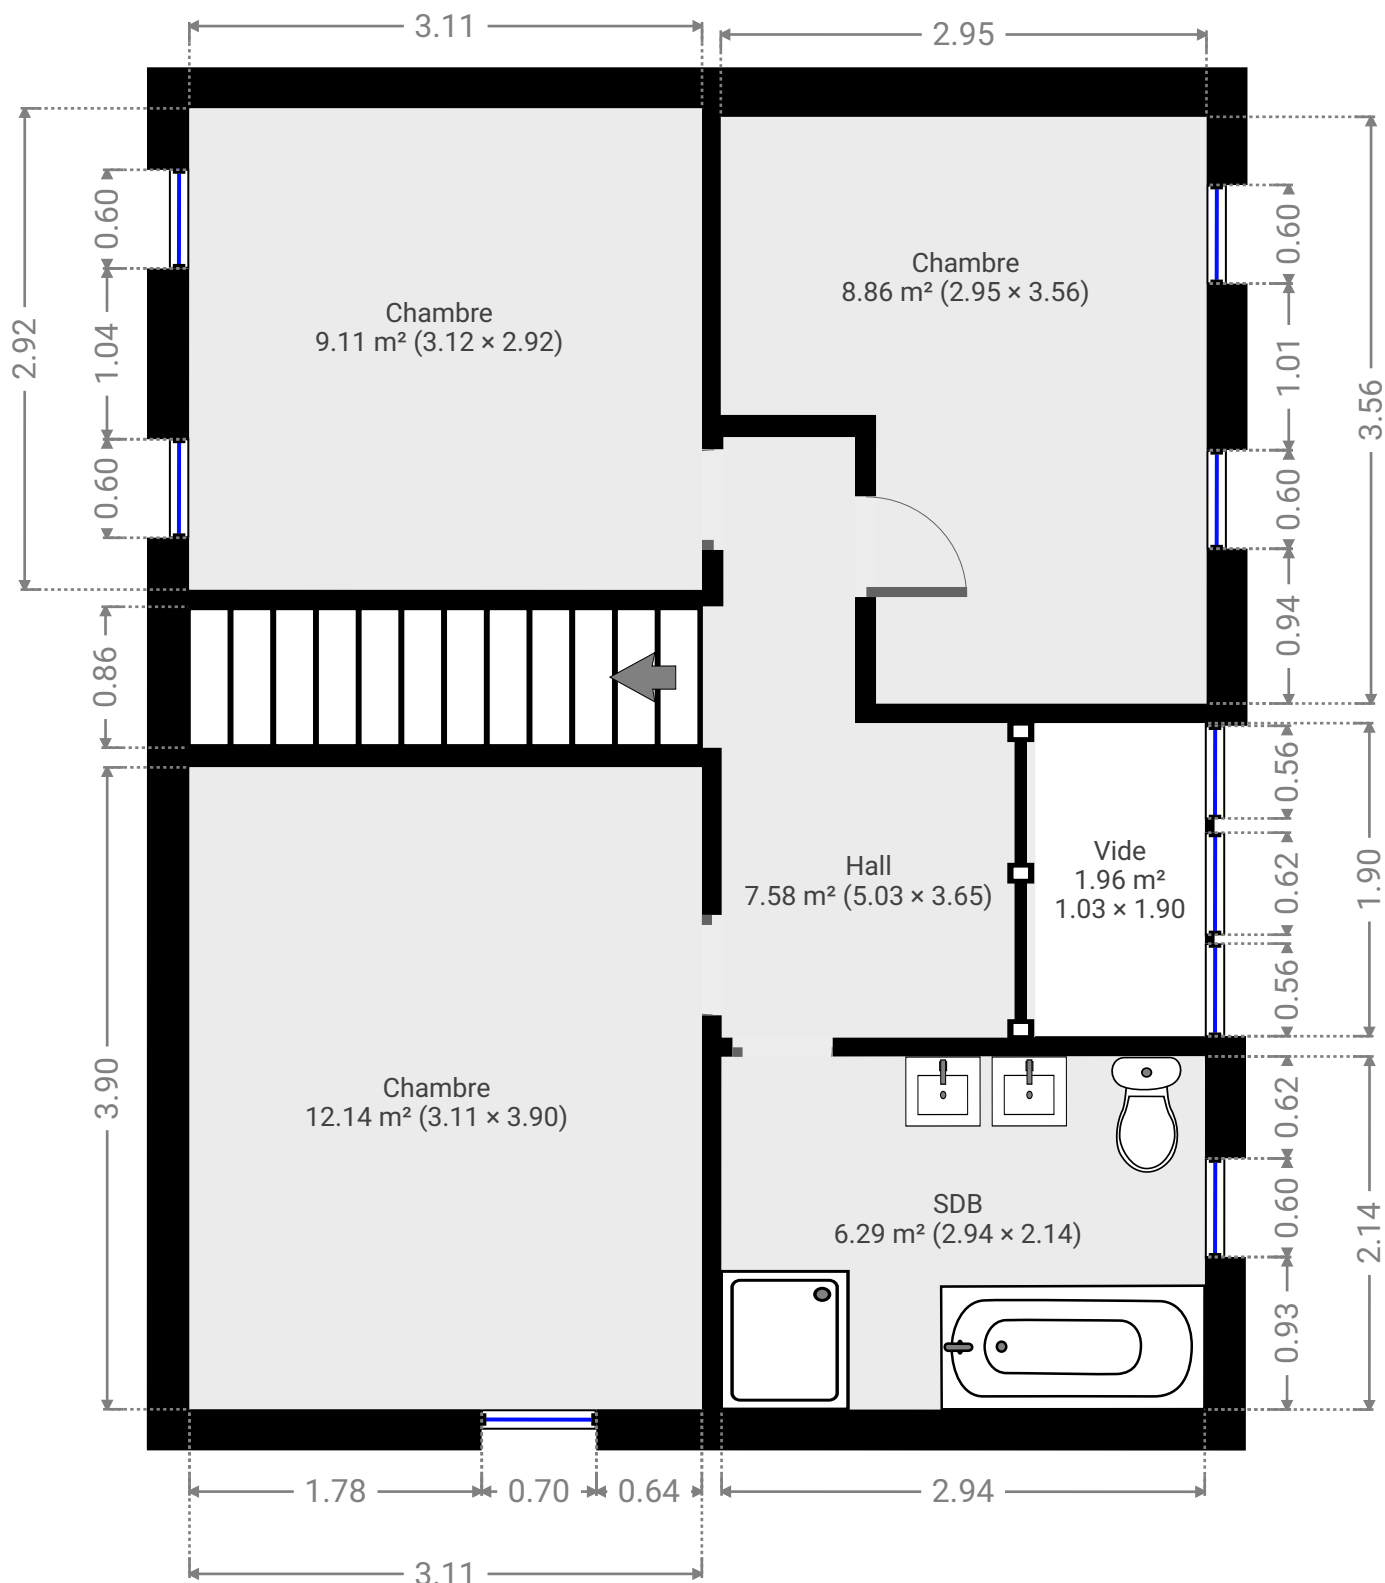 3.11
2.95
0.60
1.04
0.60
2.92
Chambre
9.11 m² (3.12 × 2.92)
Chambre
8.86 m² (2.95 × 3.56)
0.60
1.01
0.60
0.94
3.56
0.86
Hall
7.58 m² (5.03 × 3.65)
Vide
1.96 m²
1.03 × 1.90
0.56
0.62
0.56
1.90
3.90
Chambre
12.14 m² (3.11 × 3.90)
SDB
6.29 m² (2.94 × 2.14)
0.62
0.60
0.93
2.14
1.78
0.70
0.64
2.94
3.11